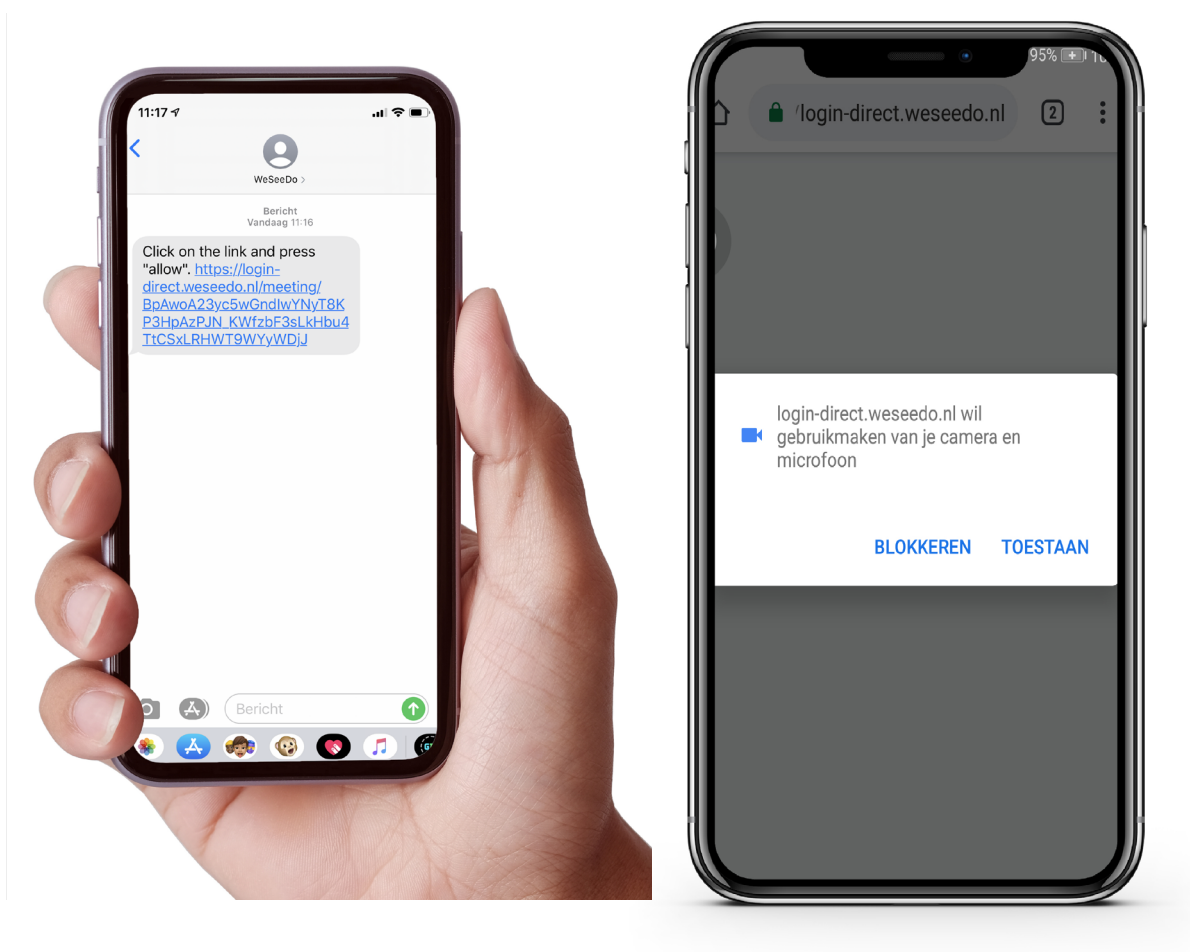 11:17
WeSeeDo >
Bericht
Vandaag 11:16
Click on the link and press
"allow". https://login-
direct.weseedo.nl/meeting/
BpAwoA23yc5wGndIwYNyT8K
P3HpAzPJN_KWfzbF3sLkHbu4
TtCSxLRHWT9WYyWDjJ
Bericht
95%
/login-direct.weseedo.nl
2
login-direct.weseedo.nl wil
gebruikmaken van je camera en
microfoon
BLOKKEREN TOESTAAN